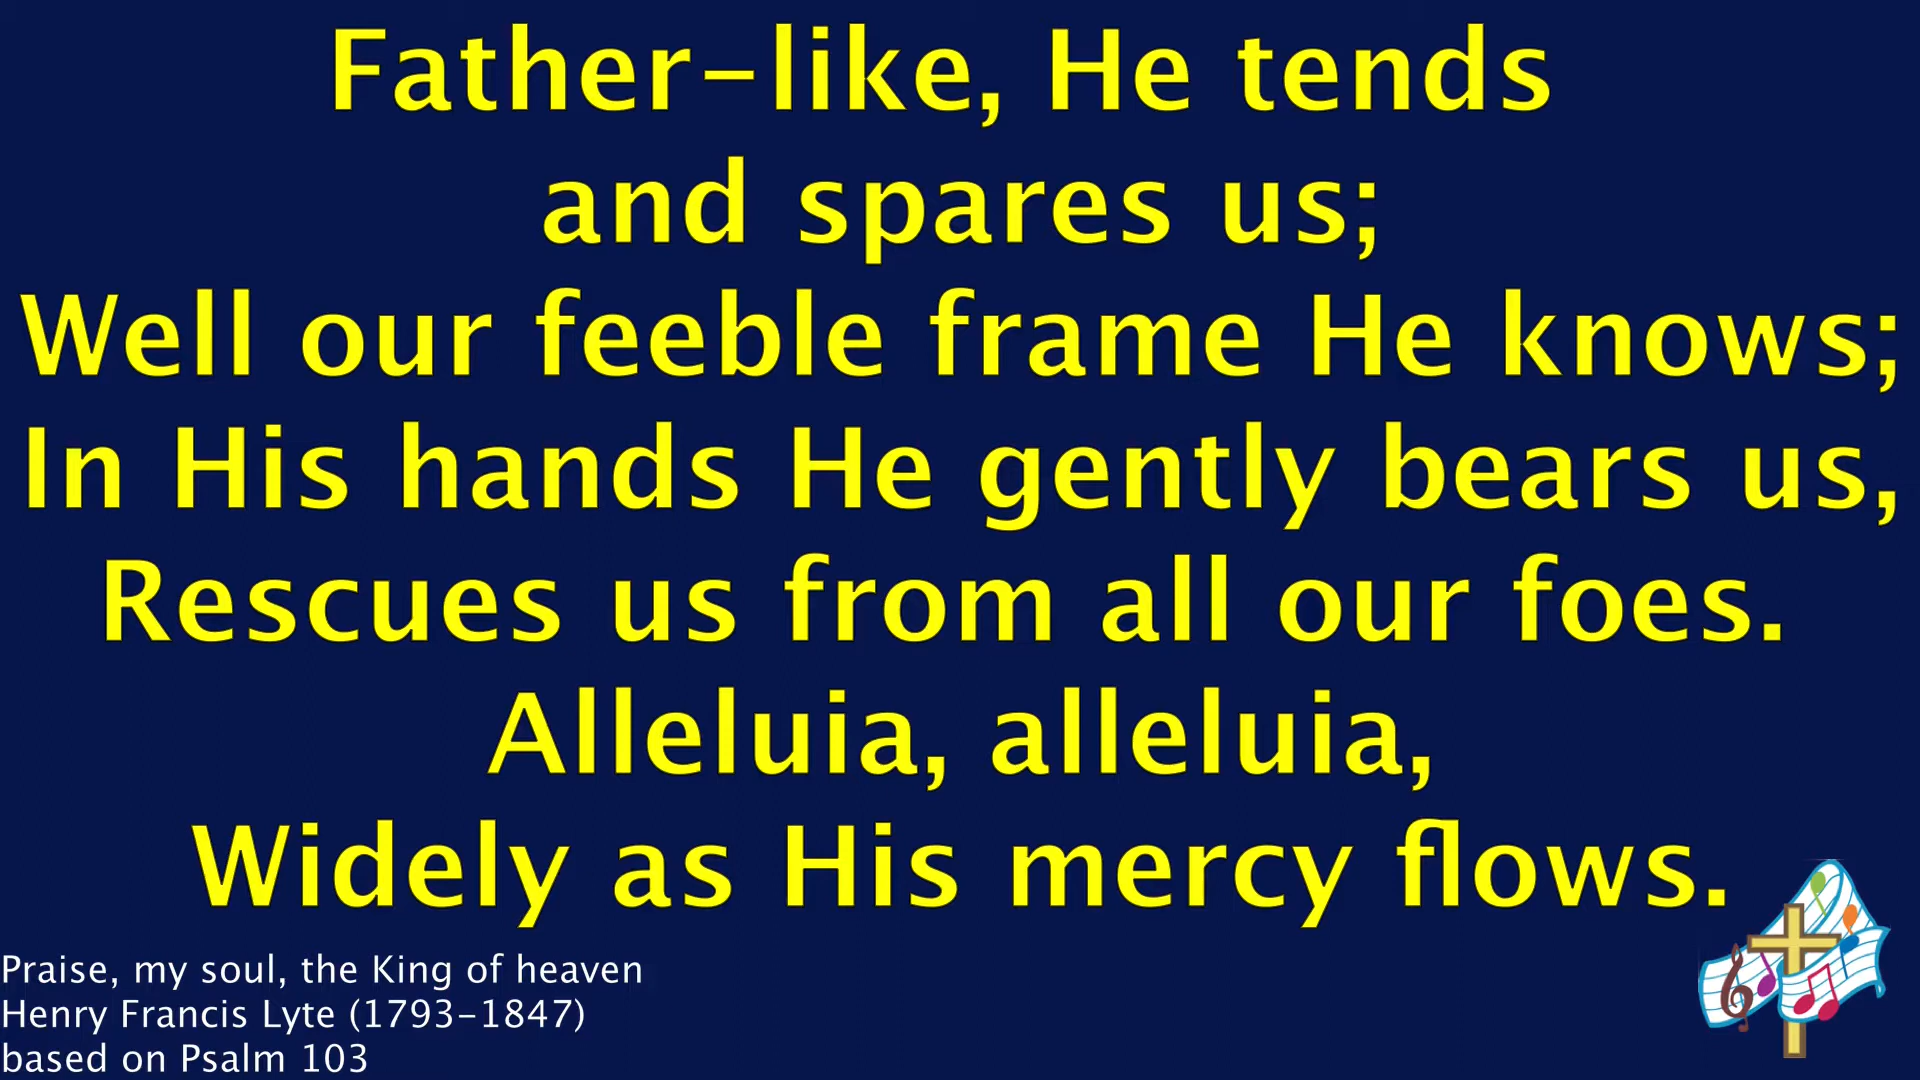 Father-like, He tends
and spares us;
Well our feeble frame He knows;
In His hands He gently bears us,
Rescues us from all our foes.
Alleluia, alleluia,
Widely as His mercy flows.
Praise, my soul, the King of heaven
Henry Francis Lyte (1793-1847)
based on Psalm 103